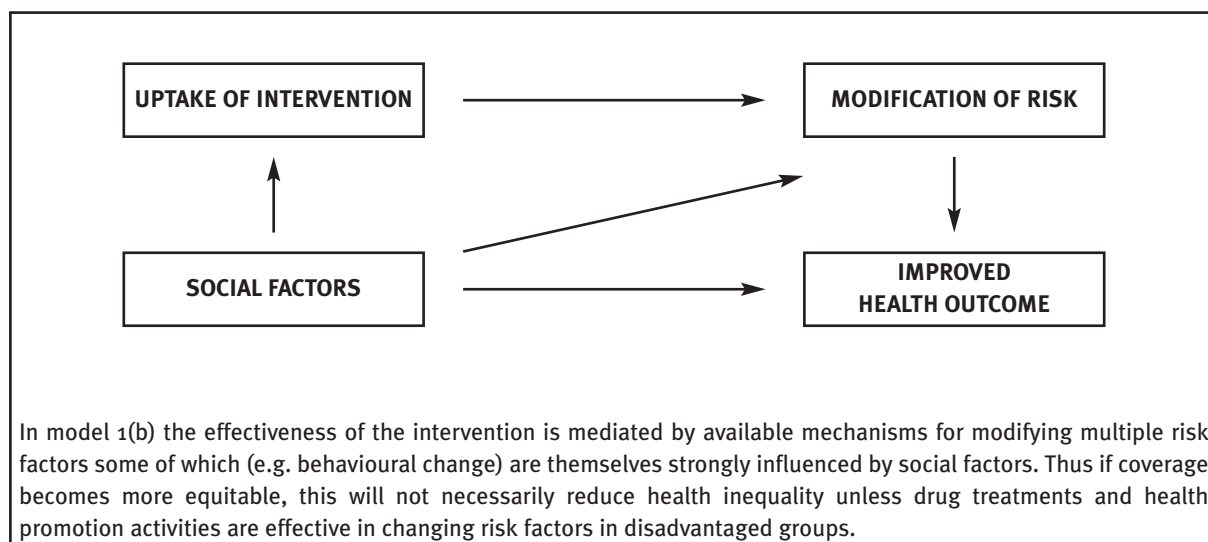 UPTAKE OF INTERVENTION
MODIFICATION OF RISK
SOCIAL FACTORS
IMPROVED
HEALTH OUTCOME
In model 1(b) the effectiveness of the intervention is mediated by available mechanisms for modifying multiple risk
factors some of which (e.g. behavioural change) are themselves strongly influenced by social factors. Thus if coverage
becomes more equitable, this will not necessarily reduce health inequality unless drug treatments and health
promotion activities are effective in changing risk factors in disadvantaged groups.